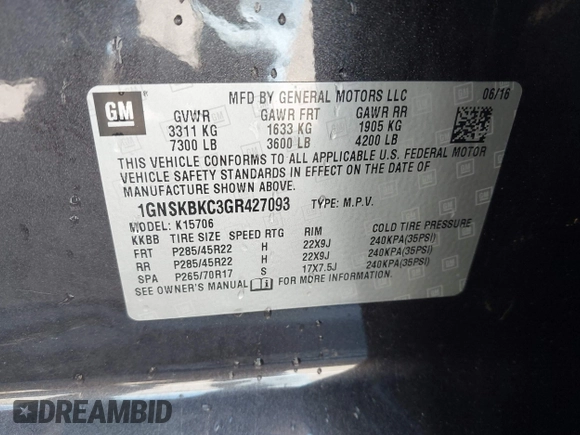 GM
MFD BY GENERAL MOTORS LLC 06/16
GVWR GAWR FRT GAWR RR
3311 KG 1633 KG 1905 KG
7300 LB 3600 LB 4200 LB
THIS VEHICLE CONFORMS TO ALL APPLICABLE U.S. FEDERAL MOTOR
VEHICLE SAFETY STANDARDS IN EFFECT ON THE DATE OF
MANUFACTURE SHOWN ABOVE.
1GNSKBKC3GR427093 TYPE: M.P.V.
MODEL: K15706
KKBB TIRE SIZE SPEED RTG RIM COLD TIRE PRESSURE
FRT P285/45R22 H 22X9J 240KPA(35PSI)
RR P285/45R22 H 22X9J 240KPA(35PSI)
SPA P265/70R17 S 17X7.5J 240KPA(35PSI)
SEE OWNER'S MANUAL FOR MORE INFORMATION.
DREAMBID